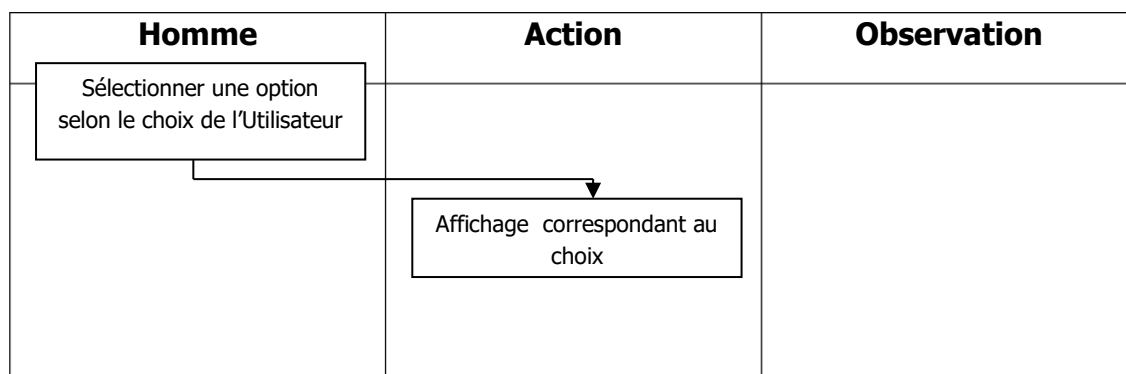 Homme Action Observation
Sélectionner une option
selon le choix de l’Utilisateur
Affichage correspondant au
choix